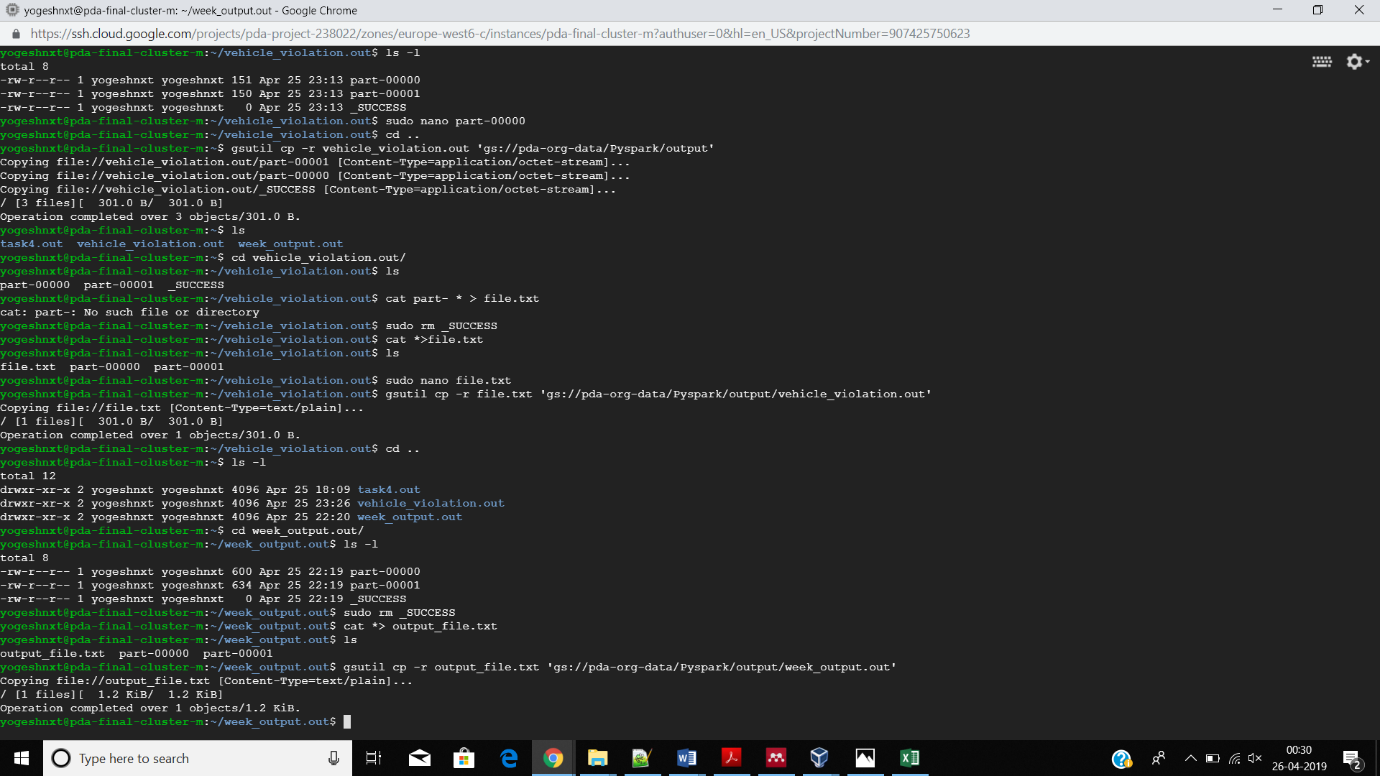 yogeshnxt@pda-final-cluster-m: ~/week_output.out - Google Chrome
https://ssh.cloud.google.com/projects/pda-project-238022/zones/europe-west6-c/instances/pda-final-cluster-m?authuser=0&hl=en_US&projectNumber=907425750623
yogeshnxt@pda-final-cluster-m:~/vehicle_violation.out$ ls -l
total 8
-rw-r--r-- 1 yogeshnxt yogeshnxt 151 Apr 25 23:13 part-00000
-rw-r--r-- 1 yogeshnxt yogeshnxt 150 Apr 25 23:13 part-00001
-rw-r--r-- 1 yogeshnxt yogeshnxt   0 Apr 25 23:13 _SUCCESS
yogeshnxt@pda-final-cluster-m:~/vehicle_violation.out$ sudo nano part-00000
yogeshnxt@pda-final-cluster-m:~/vehicle_violation.out$ cd ..
yogeshnxt@pda-final-cluster-m:~$ gsutil cp -r vehicle_violation.out 'gs://pda-org-data/Pyspark/output'
Copying file://vehicle_violation.out/part-00001 [Content-Type=application/octet-stream]...
Copying file://vehicle_violation.out/part-00000 [Content-Type=application/octet-stream]...
Copying file://vehicle_violation.out/_SUCCESS [Content-Type=application/octet-stream]...
/ [3 files][  301.0 B/  301.0 B]
Operation completed over 3 objects/301.0 B.
yogeshnxt@pda-final-cluster-m:~$ ls
task4.out  vehicle_violation.out  week_output.out
yogeshnxt@pda-final-cluster-m:~$ cd vehicle_violation.out/
yogeshnxt@pda-final-cluster-m:~/vehicle_violation.out$ ls
part-00000  part-00001  _SUCCESS
yogeshnxt@pda-final-cluster-m:~/vehicle_violation.out$ cat part- * > file.txt
cat: part-: No such file or directory
yogeshnxt@pda-final-cluster-m:~/vehicle_violation.out$ sudo rm _SUCCESS
yogeshnxt@pda-final-cluster-m:~/vehicle_violation.out$ cat *>file.txt
yogeshnxt@pda-final-cluster-m:~/vehicle_violation.out$ ls
file.txt  part-00000  part-00001
yogeshnxt@pda-final-cluster-m:~/vehicle_violation.out$ sudo nano file.txt
yogeshnxt@pda-final-cluster-m:~/vehicle_violation.out$ gsutil cp -r file.txt 'gs://pda-org-data/Pyspark/output/vehicle_violation.out'
Copying file://file.txt [Content-Type=text/plain]...
/ [1 files][  301.0 B/  301.0 B]
Operation completed over 1 objects/301.0 B.
yogeshnxt@pda-final-cluster-m:~/vehicle_violation.out$ cd ..
yogeshnxt@pda-final-cluster-m:~$ ls -l
total 12
drwxr-xr-x 2 yogeshnxt yogeshnxt 4096 Apr 25 18:09 task4.out
drwxr-xr-x 2 yogeshnxt yogeshnxt 4096 Apr 25 23:26 vehicle_violation.out
drwxr-xr-x 2 yogeshnxt yogeshnxt 4096 Apr 25 22:20 week_output.out
yogeshnxt@pda-final-cluster-m:~$ cd week_output.out/
yogeshnxt@pda-final-cluster-m:~/week_output.out$ ls -l
total 8
-rw-r--r-- 1 yogeshnxt yogeshnxt 600 Apr 25 22:19 part-00000
-rw-r--r-- 1 yogeshnxt yogeshnxt 634 Apr 25 22:19 part-00001
-rw-r--r-- 1 yogeshnxt yogeshnxt   0 Apr 25 22:19 _SUCCESS
yogeshnxt@pda-final-cluster-m:~/week_output.out$ sudo rm _SUCCESS
yogeshnxt@pda-final-cluster-m:~/week_output.out$ cat *> output_file.txt
yogeshnxt@pda-final-cluster-m:~/week_output.out$ ls
output_file.txt  part-00000  part-00001
yogeshnxt@pda-final-cluster-m:~/week_output.out$ gsutil cp -r output_file.txt 'gs://pda-org-data/Pyspark/output/week_output.out'
Copying file://output_file.txt [Content-Type=text/plain]...
/ [1 files][  1.2 KiB/  1.2 KiB]
Operation completed over 1 objects/1.2 KiB.
yogeshnxt@pda-final-cluster-m:~/week_output.out$
Type here to search
00:30
26-04-2019
2